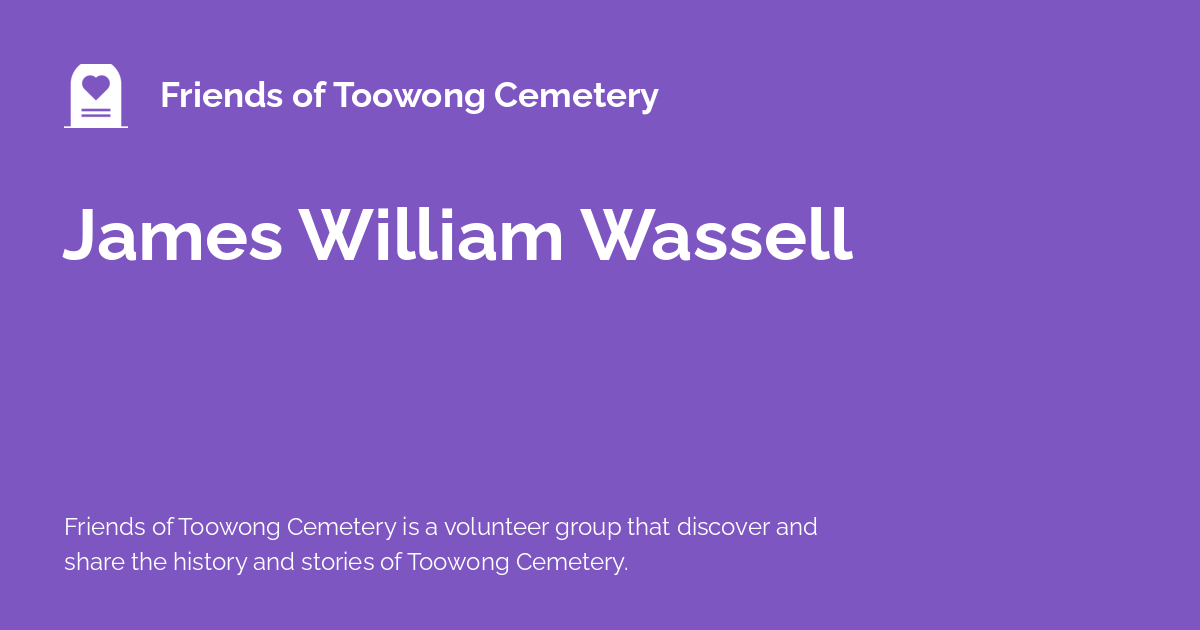 Friends of Toowong Cemetery
James William Wassell
Friends of Toowong Cemetery is a volunteer group that discover and
share the history and stories of Toowong Cemetery.